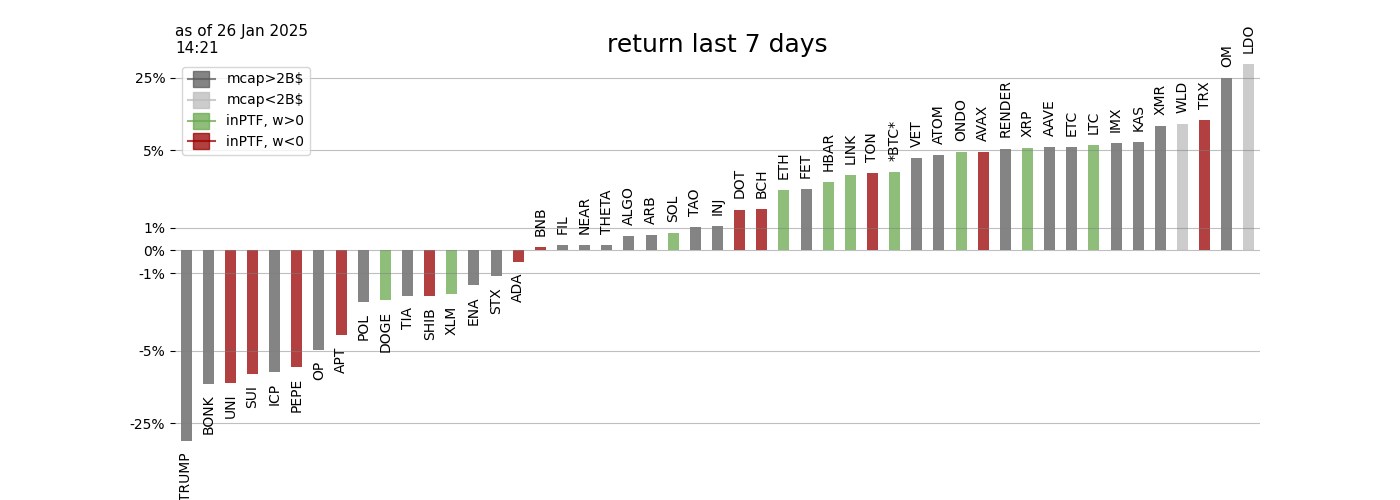 as of 26 Jan 2025
14:21
return last 7 days
mcap>2B$
mcap<2B$
inPTF, w>0
inPTF, w<0
25%
5%
1%
0%
-1%
-5%
-25%
TRUMP
BONK
UNI
SUI
ICP
PEPE
OP
APT
POL
DOGE
TIA
SHIB
XLM
ENA
STX
ADA
BNB
FIL
NEAR
THETA
ALGO
ARB
SOL
TAO
INJ
DOT
BCH
ETH
FET
HBAR
LINK
TON
*BTC*
VET
ATOM
ONDO
AVAX
RENDER
XRP
AAVE
ETC
LTC
IMX
KAS
XMR
WLD
TRX
OM
LDO